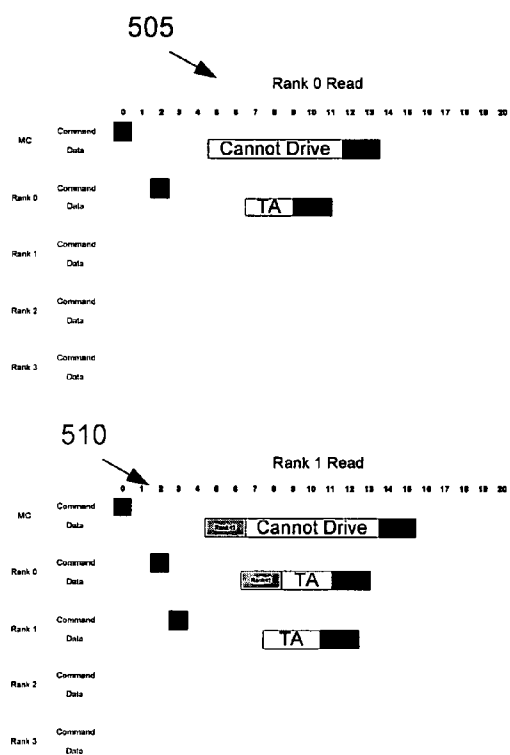 505
Rank 0 Read
0 1 2 3 4 5 6 7 8 9 10 11 12 13 14 15 16 17 18 19 20
MC
Command
Data
Cannot Drive
Rank 0
Command
Data
TA
Rank 1
Command
Data
Rank 2
Command
Data
Rank 3
Command
Data
510
Rank 1 Read
0 1 2 3 4 5 6 7 8 9 10 11 12 13 14 15 16 17 18 19 20
MC
Command
Data
Cannot Drive
Rank 0
Command
Data
TA
Rank 1
Command
Data
TA
Rank 2
Command
Data
Rank 3
Command
Data